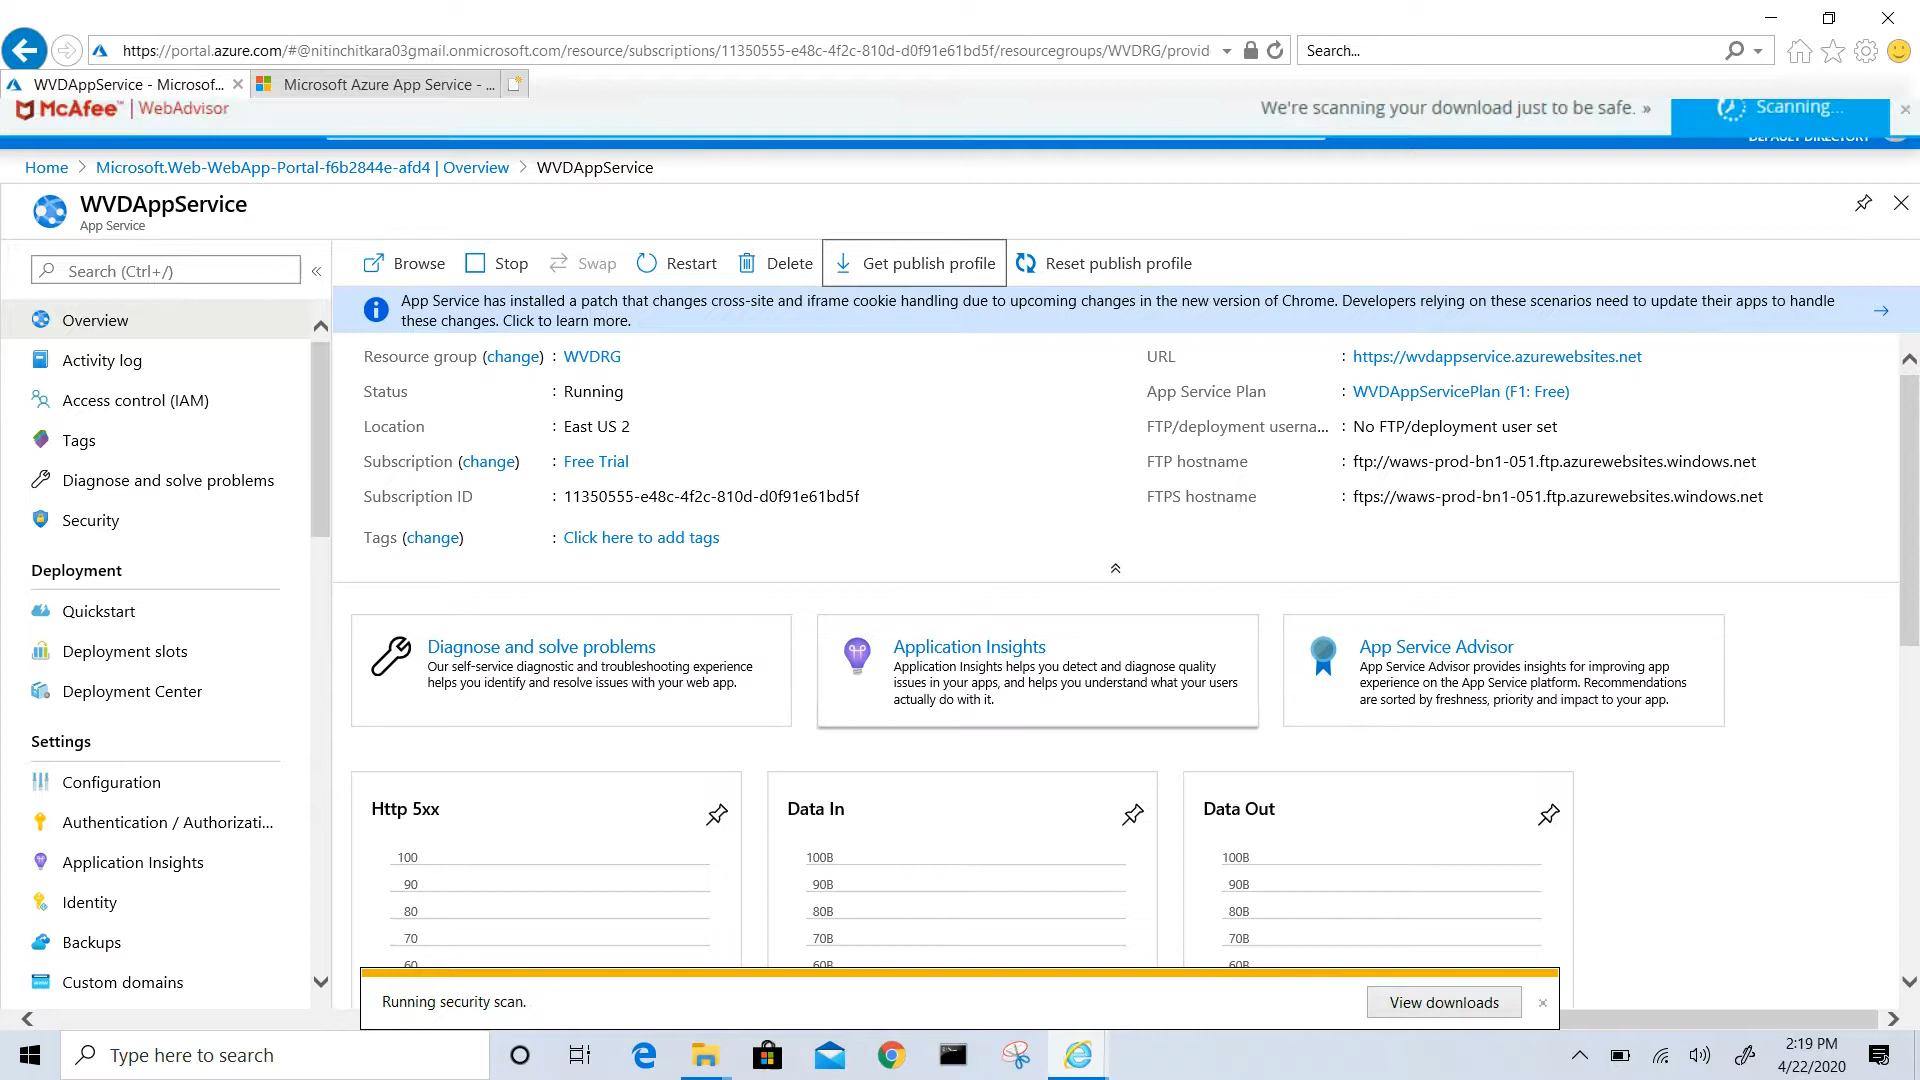 https://portal.azure.com/#@nitinchitkara03gmail.onmicrosoft.com/resource/subscriptions/11350555-e48c-4f2c-810d-d0f91e61bd5f/resourcegroups/WVDRG/provid
Search...
WVDAppService - Microsof...
Microsoft Azure App Service - ...
McAfee™ | WebAdvisor
We're scanning your download just to be safe. »
Scanning...
DEFAULT DIRECTORY
Home > Microsoft.Web-WebApp-Portal-f6b2844e-afd4 | Overview > WVDAppService
WVDAppService
App Service
Search (Ctrl+/)
«
Browse
Stop
Swap
Restart
Delete
Get publish profile
Reset publish profile
App Service has installed a patch that changes cross-site and iframe cookie handling due to upcoming changes in the new version of Chrome. Developers relying on these scenarios need to update their apps to handle
these changes. Click to learn more.
Overview
Activity log
Access control (IAM)
Tags
Diagnose and solve problems
Security
Deployment
Quickstart
Deployment slots
Deployment Center
Settings
Configuration
Authentication / Authorizati...
Application Insights
Identity
Backups
Custom domains
Resource group (change) : WVDRG
Status : Running
Location : East US 2
Subscription (change) : Free Trial
Subscription ID : 11350555-e48c-4f2c-810d-d0f91e61bd5f
Tags (change) : Click here to add tags
URL : https://wvdappservice.azurewebsites.net
App Service Plan : WVDAppServicePlan (F1: Free)
FTP/deployment userna... : No FTP/deployment user set
FTP hostname : ftp://waws-prod-bn1-051.ftp.azurewebsites.windows.net
FTPS hostname : ftps://waws-prod-bn1-051.ftp.azurewebsites.windows.net
Diagnose and solve problems
Our self-service diagnostic and troubleshooting experience
helps you identify and resolve issues with your web app.
Application Insights
Application Insights helps you detect and diagnose quality
issues in your apps, and helps you understand what your users
actually do with it.
App Service Advisor
App Service Advisor provides insights for improving app
experience on the App Service platform. Recommendations
are sorted by freshness, priority and impact to your app.
Http 5xx
100
90
80
70
60
Data In
100B
90B
80B
70B
60B
Data Out
100B
90B
80B
70B
60B
Running security scan.
View downloads
Type here to search
2:19 PM
4/22/2020